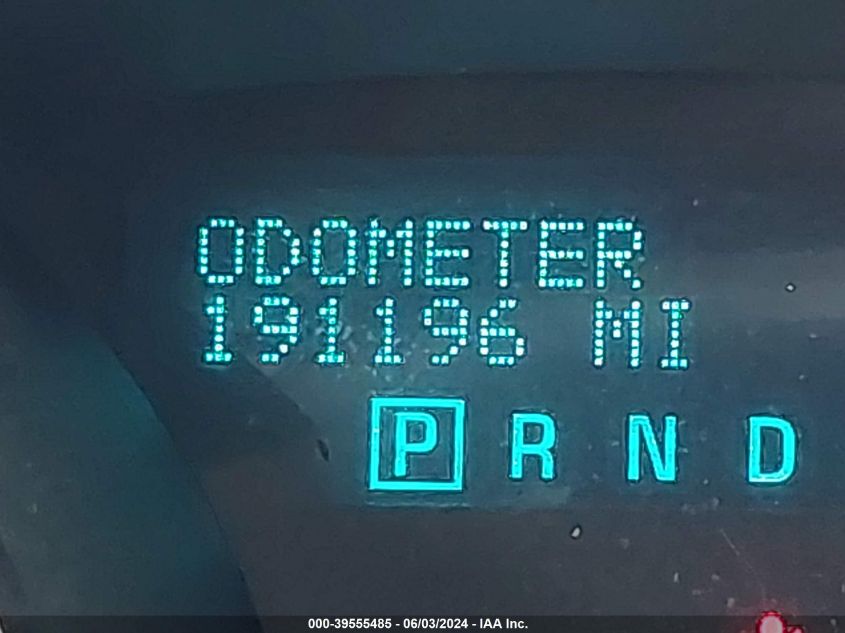 ODOMETER
191196 MI
P R N D
000-39555485 - 06/03/2024 - IAA Inc.